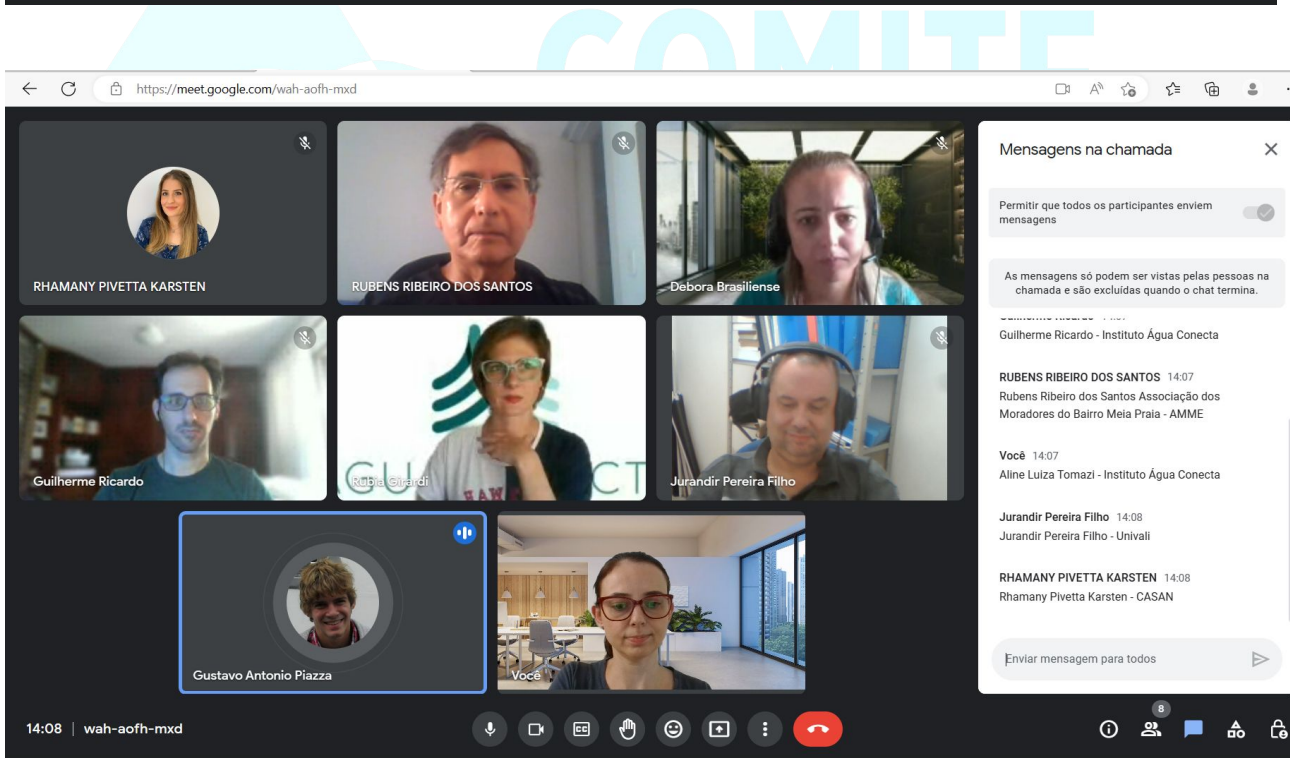 COMITE
https://meet.google.com/wah-aofh-mxd
RHAMANY PIVETTA KARSTEN
RUBENS RIBEIRO DOS SANTOS
Debora Brasiliense
Guilherme Ricardo
GU
Rúbia Girardi
CT
HAW
Jurandir Pereira Filho
Gustavo Antonio Piazza
Você
Mensagens na chamada
Permitir que todos os participantes enviem
mensagens
As mensagens só podem ser vistas pelas pessoas na
chamada e são excluídas quando o chat termina.
Guilherme Ricardo - Instituto Água Conecta
RUBENS RIBEIRO DOS SANTOS 14:07
Rubens Ribeiro dos Santos Associação dos
Moradores do Bairro Meia Praia - AMME
Você 14:07
Aline Luiza Tomazi - Instituto Água Conecta
Jurandir Pereira Filho 14:08
Jurandir Pereira Filho - Univali
RHAMANY PIVETTA KARSTEN 14:08
Rhamany Pivetta Karsten - CASAN
Enviar mensagem para todos
14:08 | wah-aofh-mxd
CC
8